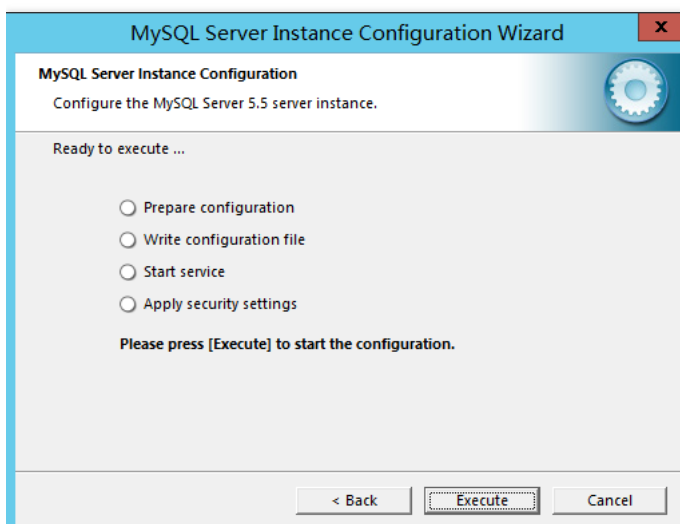 MySQL Server Instance Configuration Wizard
x
MySQL Server Instance Configuration
Configure the MySQL Server 5.5 server instance.
Ready to execute ...
Prepare configuration
Write configuration file
Start service
Apply security settings
Please press [Execute] to start the configuration.
< Back
Execute
Cancel